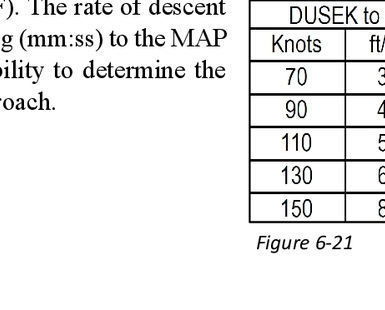 F). The rate of descent
g (mm:ss) to the MAP
bility to determine the
roach.
DUSEK to
Knots ft/
70 3
90 4
110 5
130 6
150 8
Figure 6-21